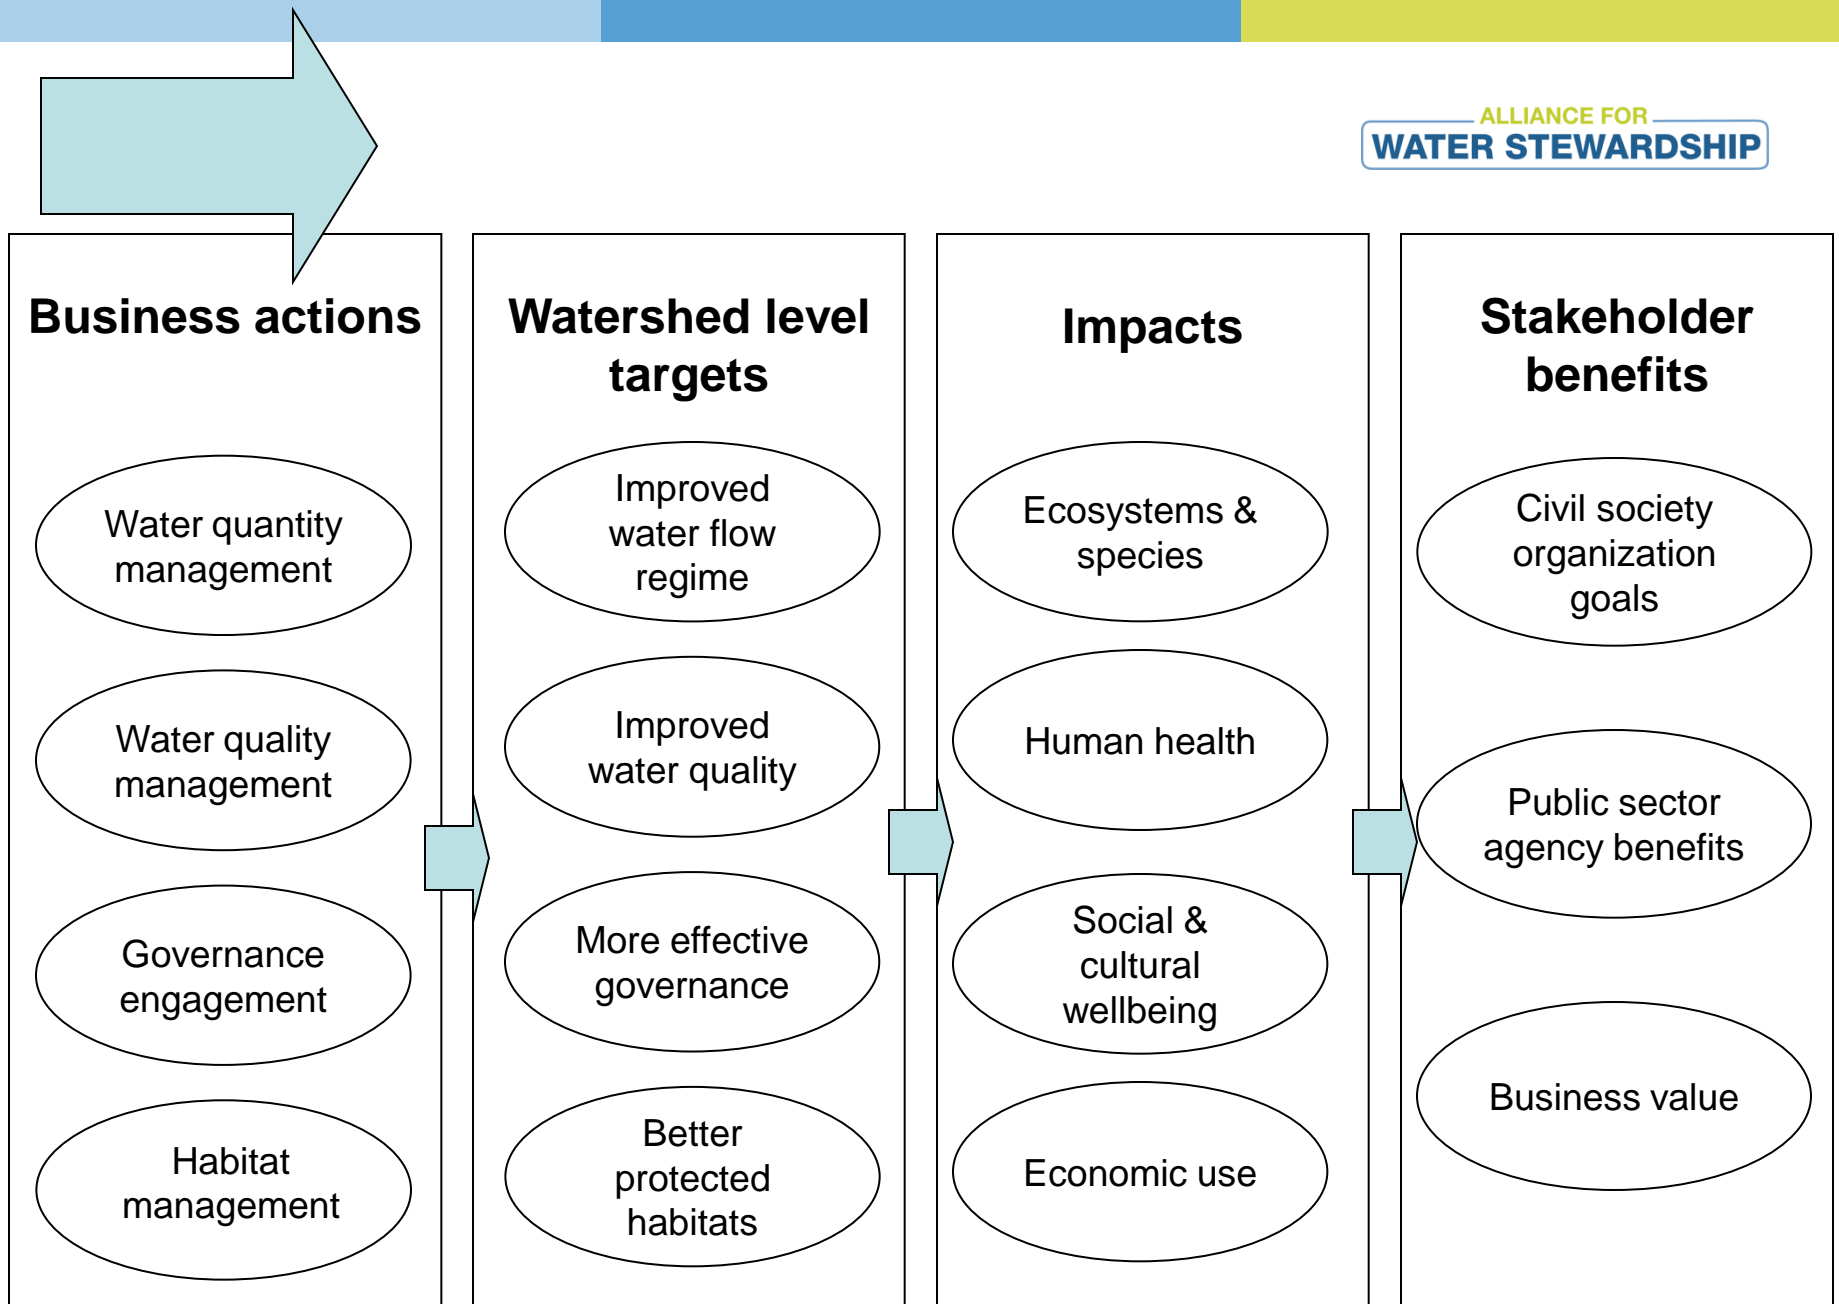 ALLIANCE FOR
WATER STEWARDSHIP
Business actions
Water quantity
management
Water quality
management
Governance
engagement
Habitat
management
Watershed level
targets
Improved
water flow
regime
Improved
water quality
More effective
governance
Better
protected
habitats
Impacts
Ecosystems &
species
Human health
Social &
cultural
wellbeing
Economic use
Stakeholder
benefits
Civil society
organization
goals
Public sector
agency benefits
Business value